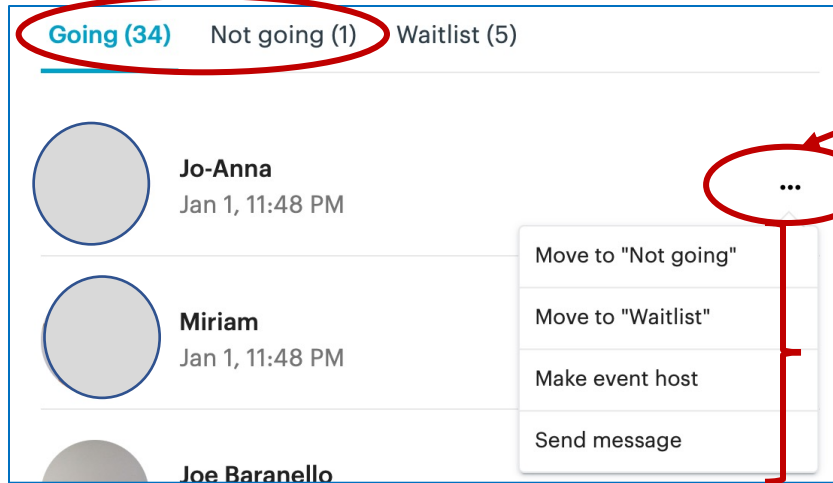 Going (34) Not going (1) Waitlist (5)
Jo-Anna
Jan 1, 11:48 PM
...
Move to "Not going"
Move to "Waitlist"
Make event host
Send message
Miriam
Jan 1, 11:48 PM
Joe Baranello